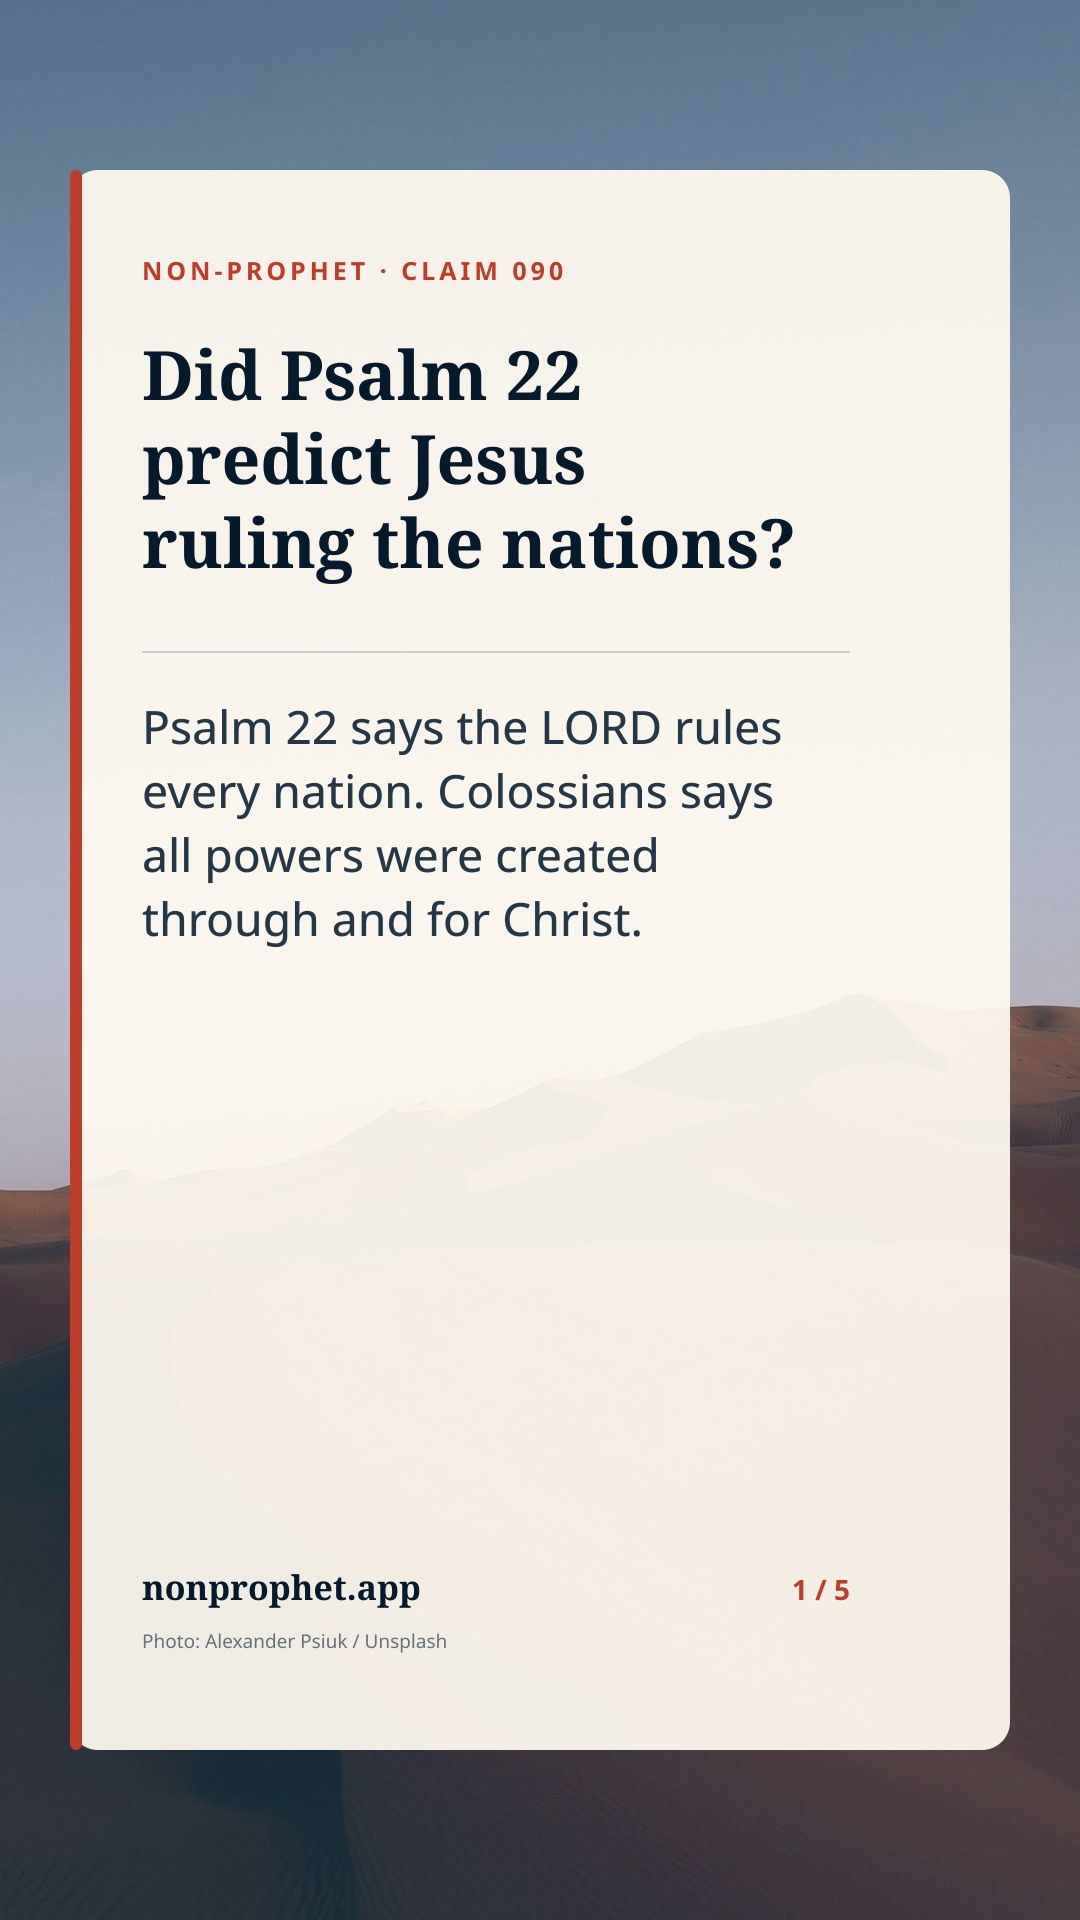 NON-PROPHET · CLAIM 090
Did Psalm 22
predict Jesus
ruling the nations?
Psalm 22 says the LORD rules
every nation. Colossians says
all powers were created
through and for Christ.
nonprophet.app
1 / 5
Photo: Alexander Psiuk / Unsplash